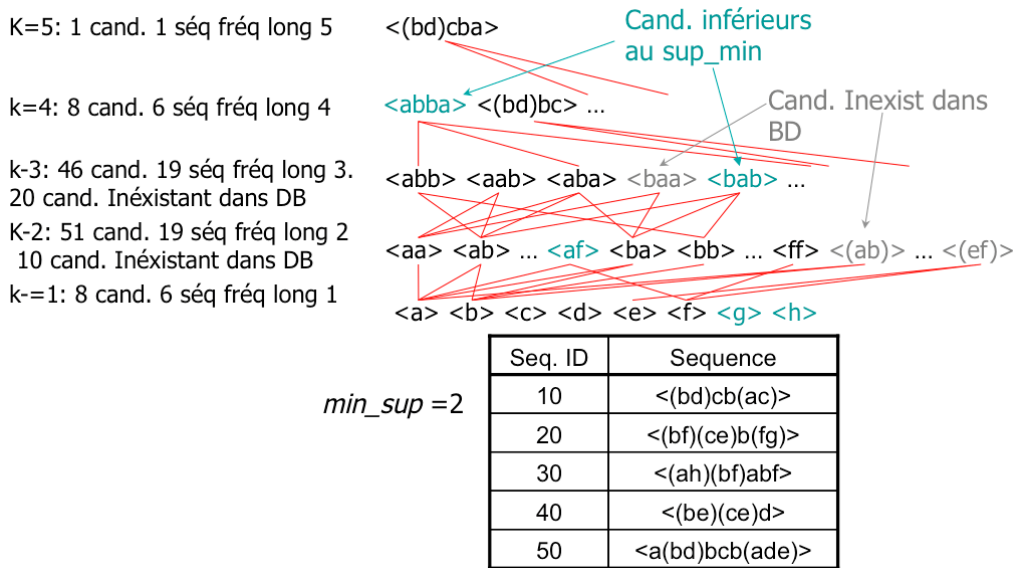 K=5: 1 cand. 1 séq fréq long 5 <(bd)cba>
Cand. inférieurs
au sup_min
k=4: 8 cand. 6 séq fréq long 4 <abba> <(bd)bc> ...
Cand. Inexist dans
BD
k-3: 46 cand. 19 séq fréq long 3.
20 cand. Inéxistant dans DB
<abb> <aab> <aba> <baa> <bab> ...
K-2: 51 cand. 19 séq fréq long 2
10 cand. Inéxistant dans DB
<aa> <ab> ... <af> <ba> <bb> ... <ff> <(ab)> ... <(ef)>
k-=1: 8 cand. 6 séq fréq long 1
<a> <b> <c> <d> <e> <f> <g> <h>
min_sup =2
Seq. ID Sequence
10 <(bd)cb(ac)>
20 <(bf)(ce)b(fg)>
30 <(ah)(bf)abf>
40 <(be)(ce)d>
50 <a(bd)bcb(ade)>